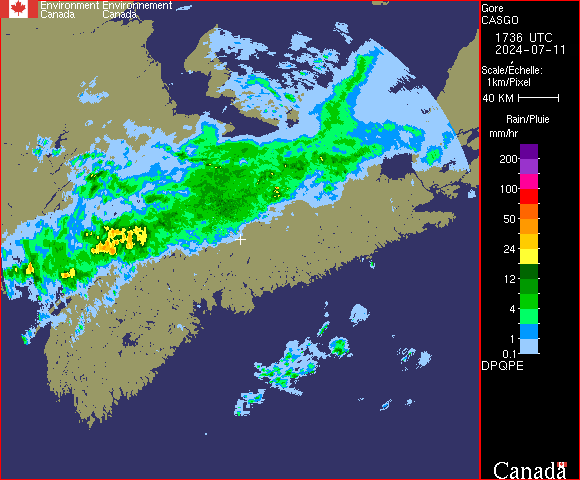 Environment Environnement
Canada Canada
Gore
CASGO
1736 UTC
2024-07-11
Scale/Échelle:
1km/Pixel
40 KM
Rain/Pluie
mm/hr
200
100
50
24
12
4
1
0.1
DPQPE
Canada